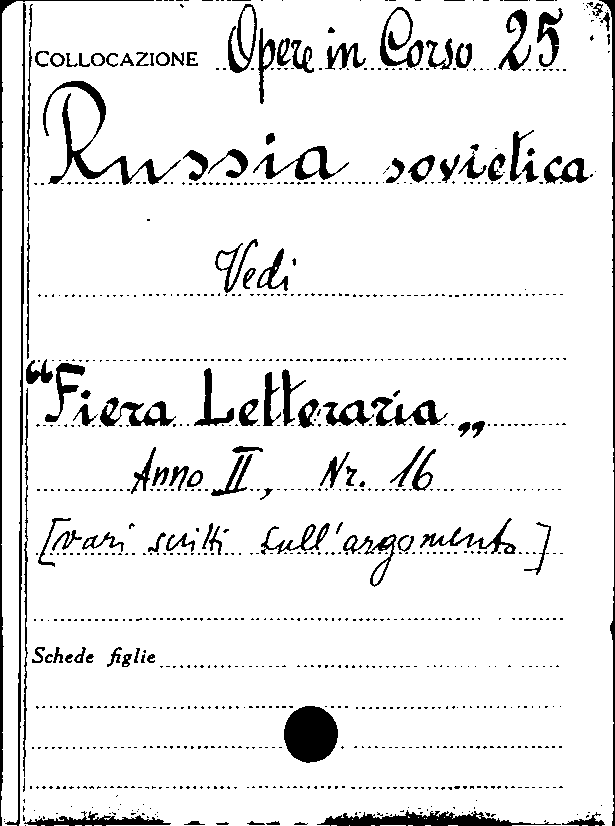 COLLOCAZIONE Opere in Corso 25
Russia sovietica
Vedi
“Fiera Letteraria„
Anno II, Nr. 16
[vari scritti sull'argomento]
Schede figlie